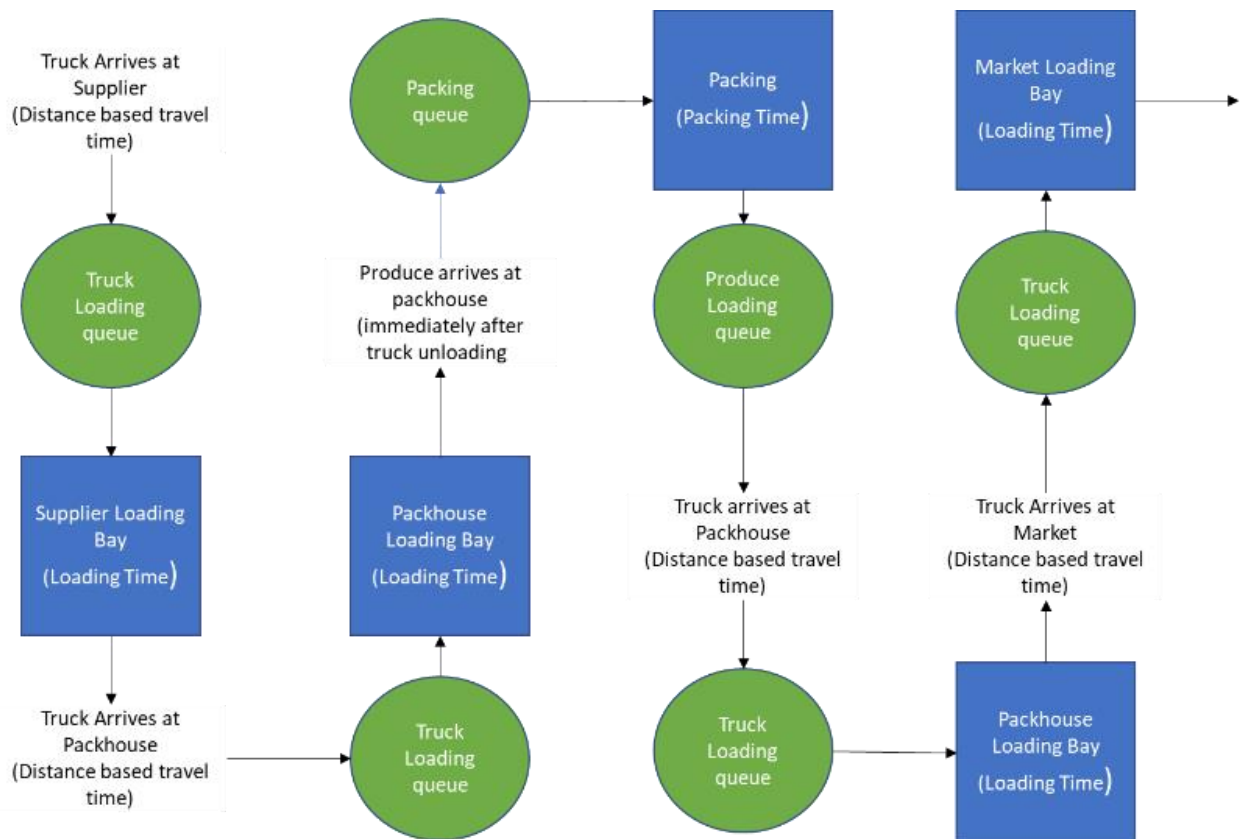 Truck Arrives at
Supplier
(Distance based travel
time)
Truck
Loading
queue
Supplier Loading
Bay
(Loading Time)
Truck Arrives at
Packhouse
(Distance based travel
time)
Truck
Loading
queue
Packhouse
Loading Bay
(Loading Time)
Produce arrives at
packhouse
(immediately after
truck unloading
Packing
queue
Packing
(Packing Time)
Produce
Loading
queue
Truck arrives at
Packhouse
(Distance based travel
time)
Truck
Loading
queue
Packhouse
Loading Bay
(Loading Time)
Truck Arrives at
Market
(Distance based travel
time)
Truck
Loading
queue
Market Loading
Bay
(Loading Time)